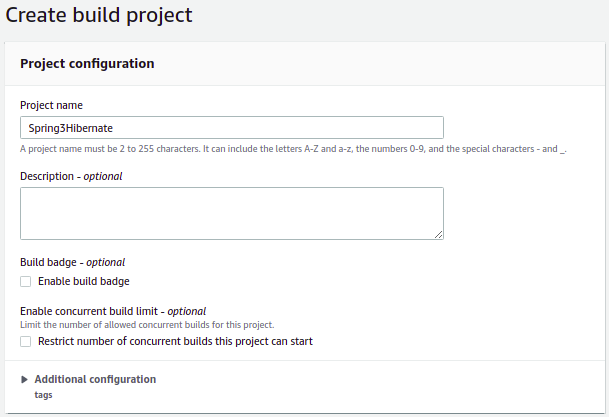 Create build project
Project configuration
Project name
Spring3Hibernate
A project name must be 2 to 255 characters. It can include the letters A-Z and a-z, the numbers 0-9, and the special characters - and _.
Description - optional
Build badge - optional
Enable build badge
Enable concurrent build limit - optional
Limit the number of allowed concurrent builds for this project.
Restrict number of concurrent builds this project can start
Additional configuration
tags